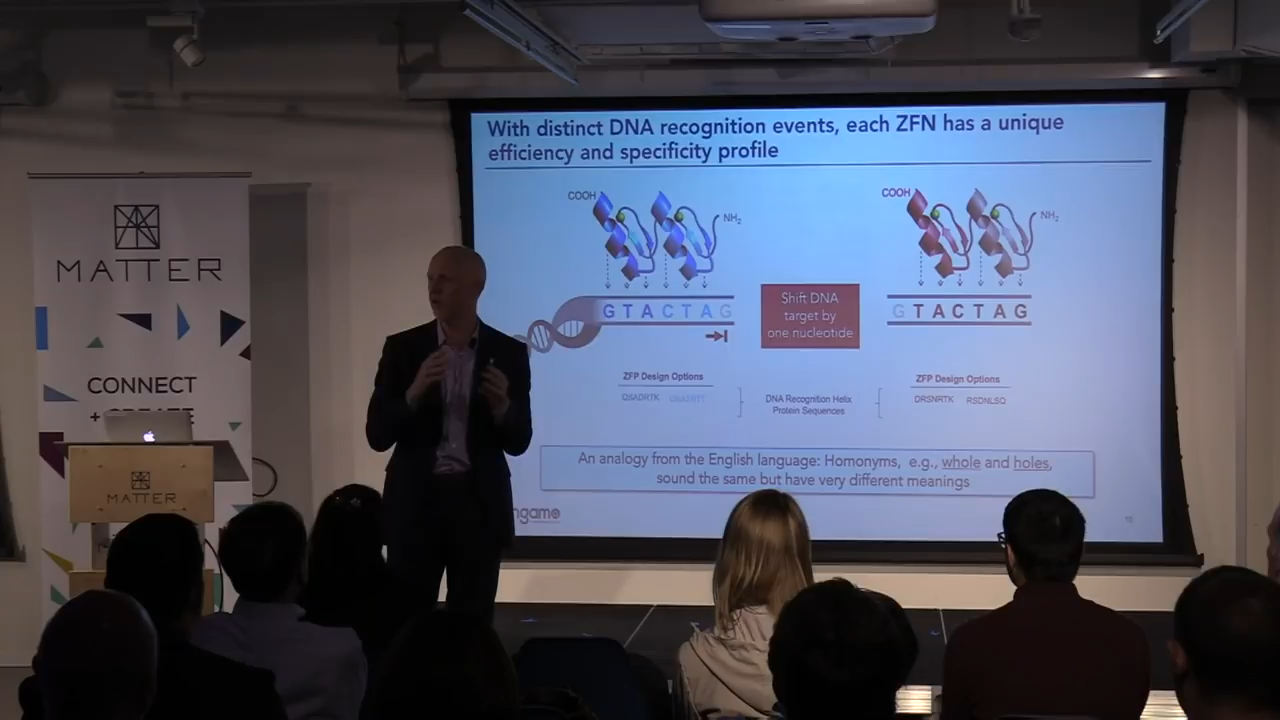 With distinct DNA recognition events, each ZFN has a unique
efficiency and specificity profile
COOH
NH2
GTACTAG
Shift DNA
target by
one nucleotide
COOH
NH2
GTACTAG
ZFP Design Options
QSADRTK
DNA Recognition Helix
Protein Sequences
ZFP Design Options
DRSNRTK RSDNLSQ
An analogy from the English language: Homonyms, e.g., whole and holes,
sound the same but have very different meanings
ngamo
MATTER
CONNECT
+ CREATE
MATTER